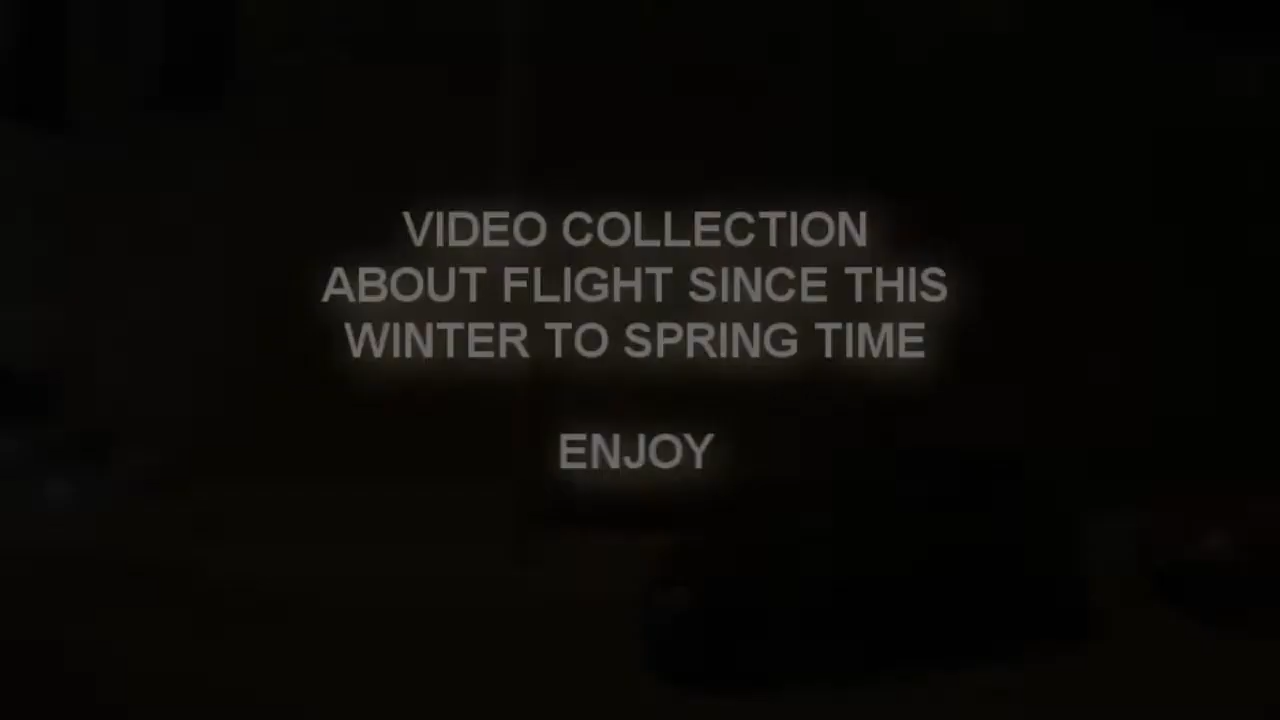 VIDEO COLLECTION
ABOUT FLIGHT SINCE THIS
WINTER TO SPRING TIME
ENJOY